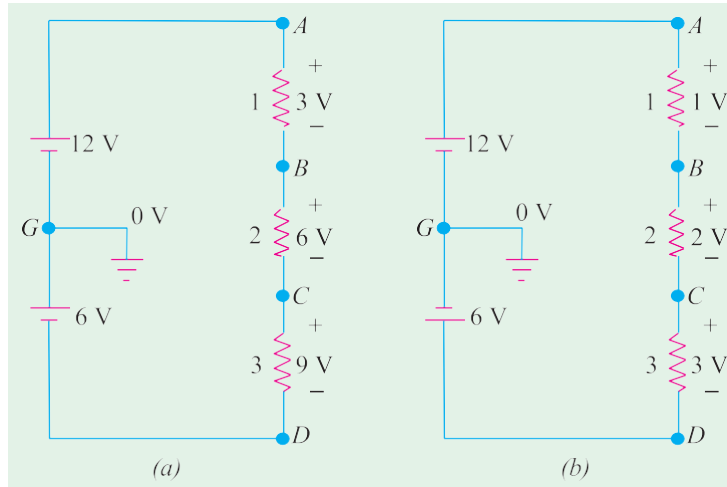 A
+
1 3 V
−
12 V
B
+
0 V
G
2 6 V
−
C
6 V
+
3 9 V
−
D
(a)
A
+
1 1 V
−
12 V
B
+
0 V
G
2 2 V
−
C
6 V
+
3 3 V
−
D
(b)